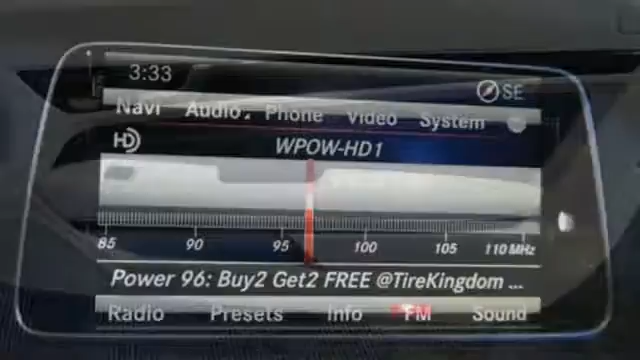 3:33
SE
Navi Audio Phone Video System
HD WPOW-HD1
85 90 95 100 105 110 MHz
Power 96: Buy2 Get2 FREE @TireKingdom ...
Radio Presets Info FM Sound